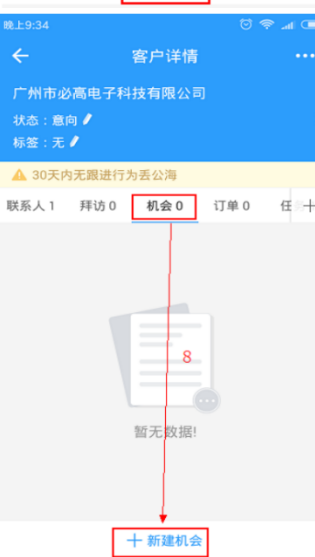 晚上9:34
客户详情
广州市必高电子科技有限公司
状态：意向
标签：无
30天内无跟进行为丢公海
联系人 1 拜访 0 机会 0 订单 0 任
8
暂无数据!
新建机会